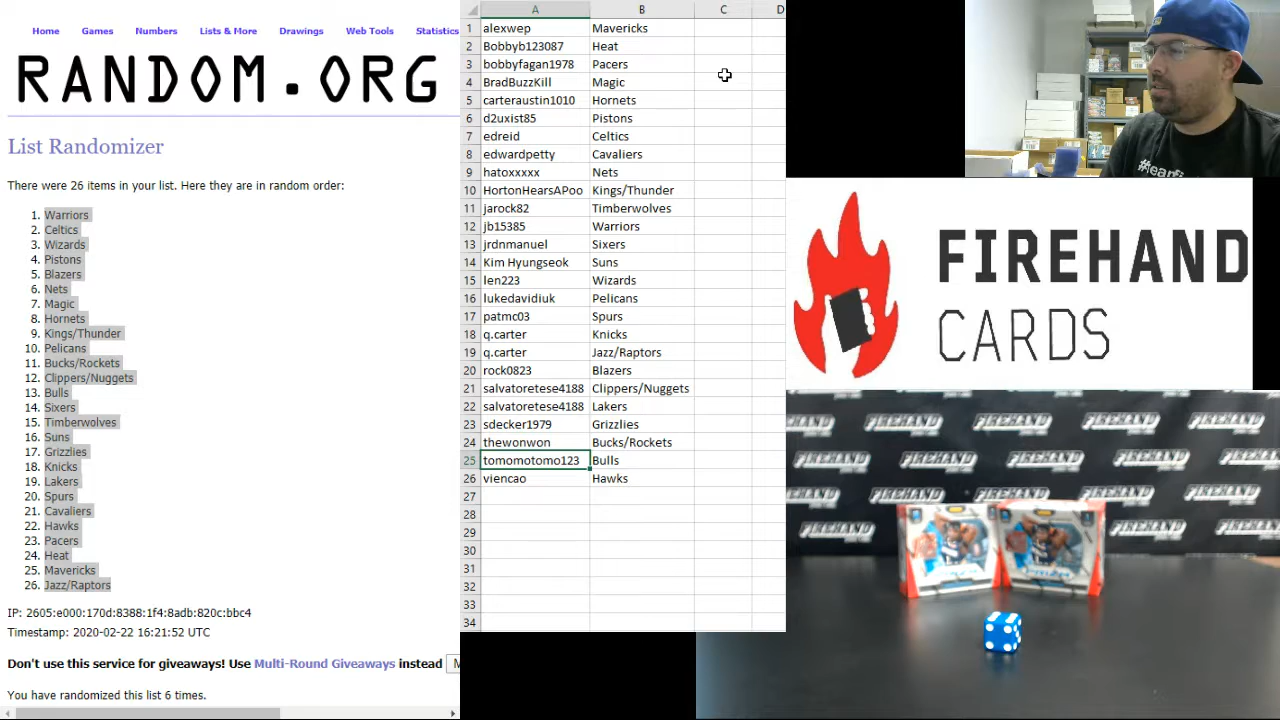 Home Games Numbers Lists & More Drawings Web Tools Statistics
RANDOM.ORG
List Randomizer
There were 26 items in your list. Here they are in random order:
1. Warriors
2. Celtics
3. Wizards
4. Pistons
5. Blazers
6. Nets
7. Magic
8. Hornets
9. Kings/Thunder
10. Pelicans
11. Bucks/Rockets
12. Clippers/Nuggets
13. Bulls
14. Sixers
15. Timberwolves
16. Suns
17. Grizzlies
18. Knicks
19. Lakers
20. Spurs
21. Cavaliers
22. Hawks
23. Pacers
24. Heat
25. Mavericks
26. Jazz/Raptors
IP: 2605:e000:170d:8388:1f4:8adb:820c:bbc4
Timestamp: 2020-02-22 16:21:52 UTC
Don't use this service for giveaways! Use Multi-Round Giveaways instead
You have randomized this list 6 times.
A B C D
1 alexwep Mavericks
2 Bobbyb123087 Heat
3 bobbyfagan1978 Pacers
4 BradBuzzKill Magic
5 carteraustin1010 Hornets
6 d2uxist85 Pistons
7 edreid Celtics
8 edwardpetty Cavaliers
9 hatoxxxxx Nets
10 HortonHearsAPoo Kings/Thunder
11 jarock82 Timberwolves
12 jb15385 Warriors
13 jrdnmanuel Sixers
14 Kim Hyungseok Suns
15 len223 Wizards
16 lukedavidiuk Pelicans
17 patmc03 Spurs
18 q.carter Knicks
19 q.carter Jazz/Raptors
20 rock0823 Blazers
21 salvatoretese4188 Clippers/Nuggets
22 salvatoretese4188 Lakers
23 sdecker1979 Grizzlies
24 thewonwon Bucks/Rockets
25 tomomotomo123 Bulls
26 viencao Hawks
27
28
29
30
31
32
33
34
FIREHAND
CARDS
FIREHAND FIREHAND FIREHAND
FIREHAND FIREHAND FIREHAND FIREHAND
FIREHAND FIREHAND
PRIZM